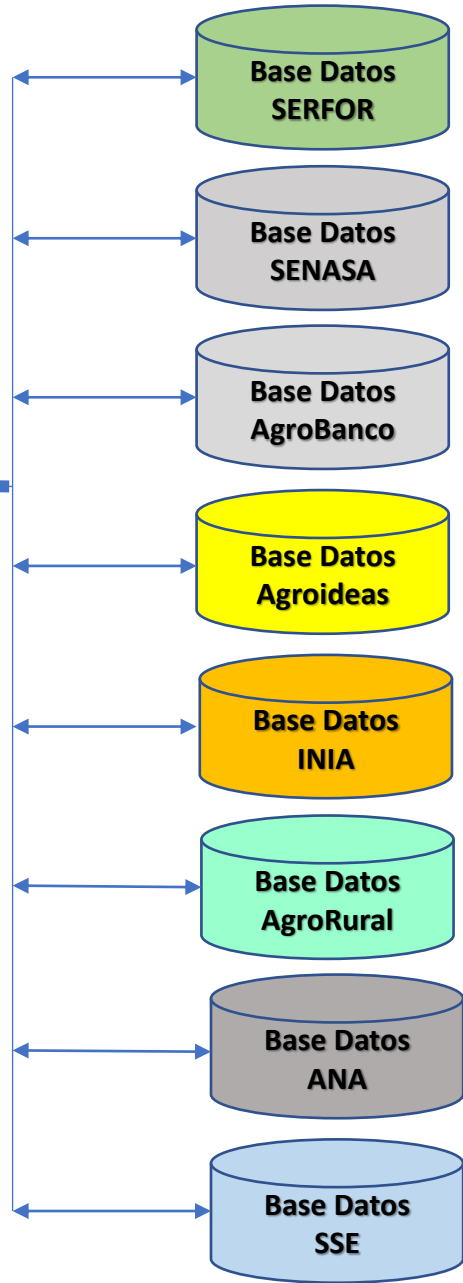 Base Datos
SERFOR
Base Datos
SENASA
Base Datos
AgroBanco
Base Datos
Agroideas
Base Datos
INIA
Base Datos
AgroRural
Base Datos
ANA
Base Datos
SSE